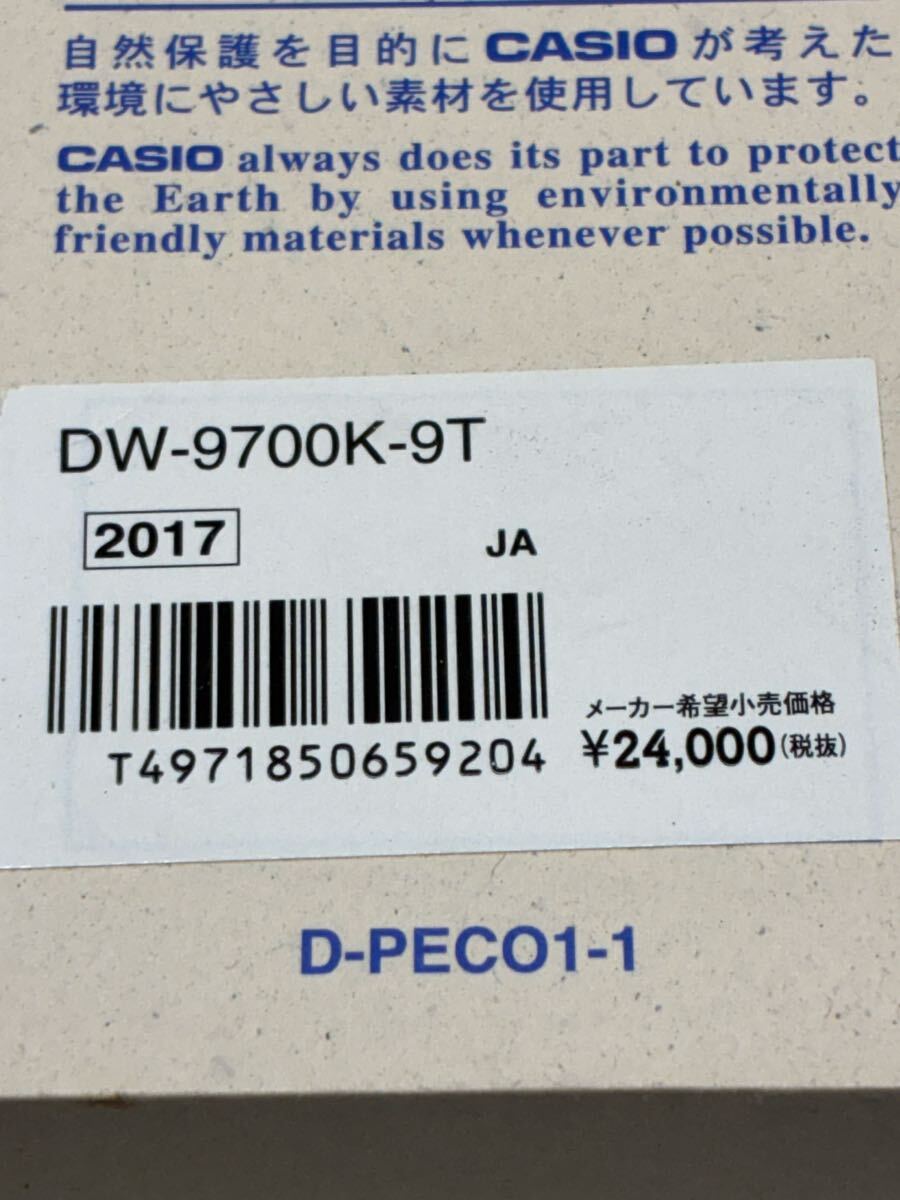 自然保護を目的にCASIOが考えた
環境にやさしい素材を使用しています。
CASIO always does its part to protect
the Earth by using environmentally
friendly materials whenever possible.
DW-9700K-9T
2017 JA
メーカー希望小売価格
T4971850659204 ¥24,000(税抜)
D-PECO1-1